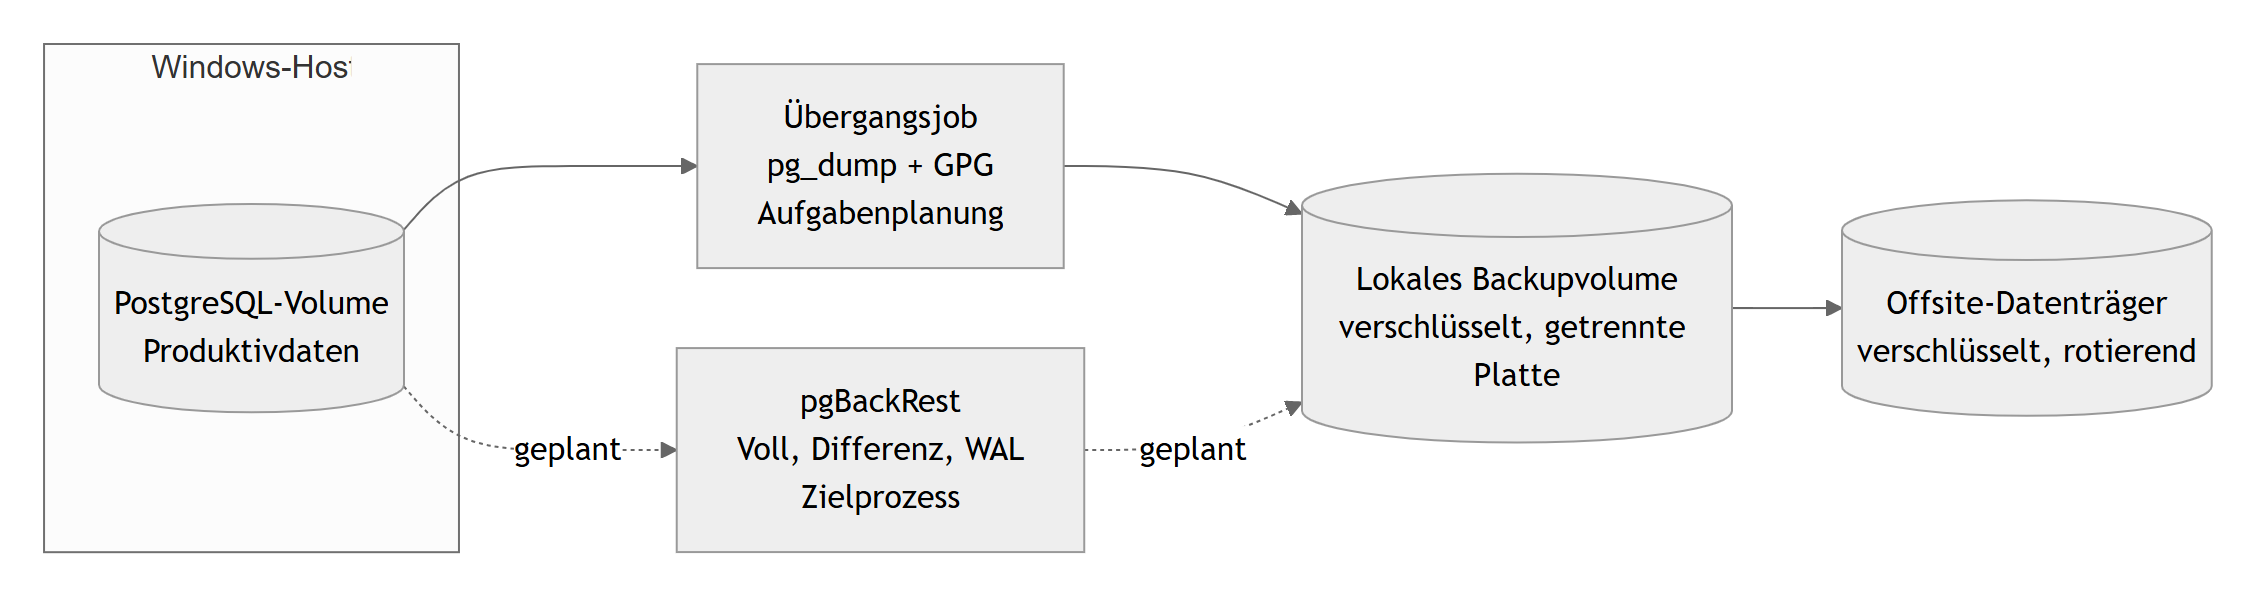 Windows-Host
PostgreSQL-Volume
Produktivdaten
Übergangsjob
pg_dump + GPG
Aufgabenplanung
geplant
pgBackRest
Voll, Differenz, WAL
Zielprozess
geplant
Lokales Backupvolume
verschlüsselt, getrennte
Platte
Offsite-Datenträger
verschlüsselt, rotierend